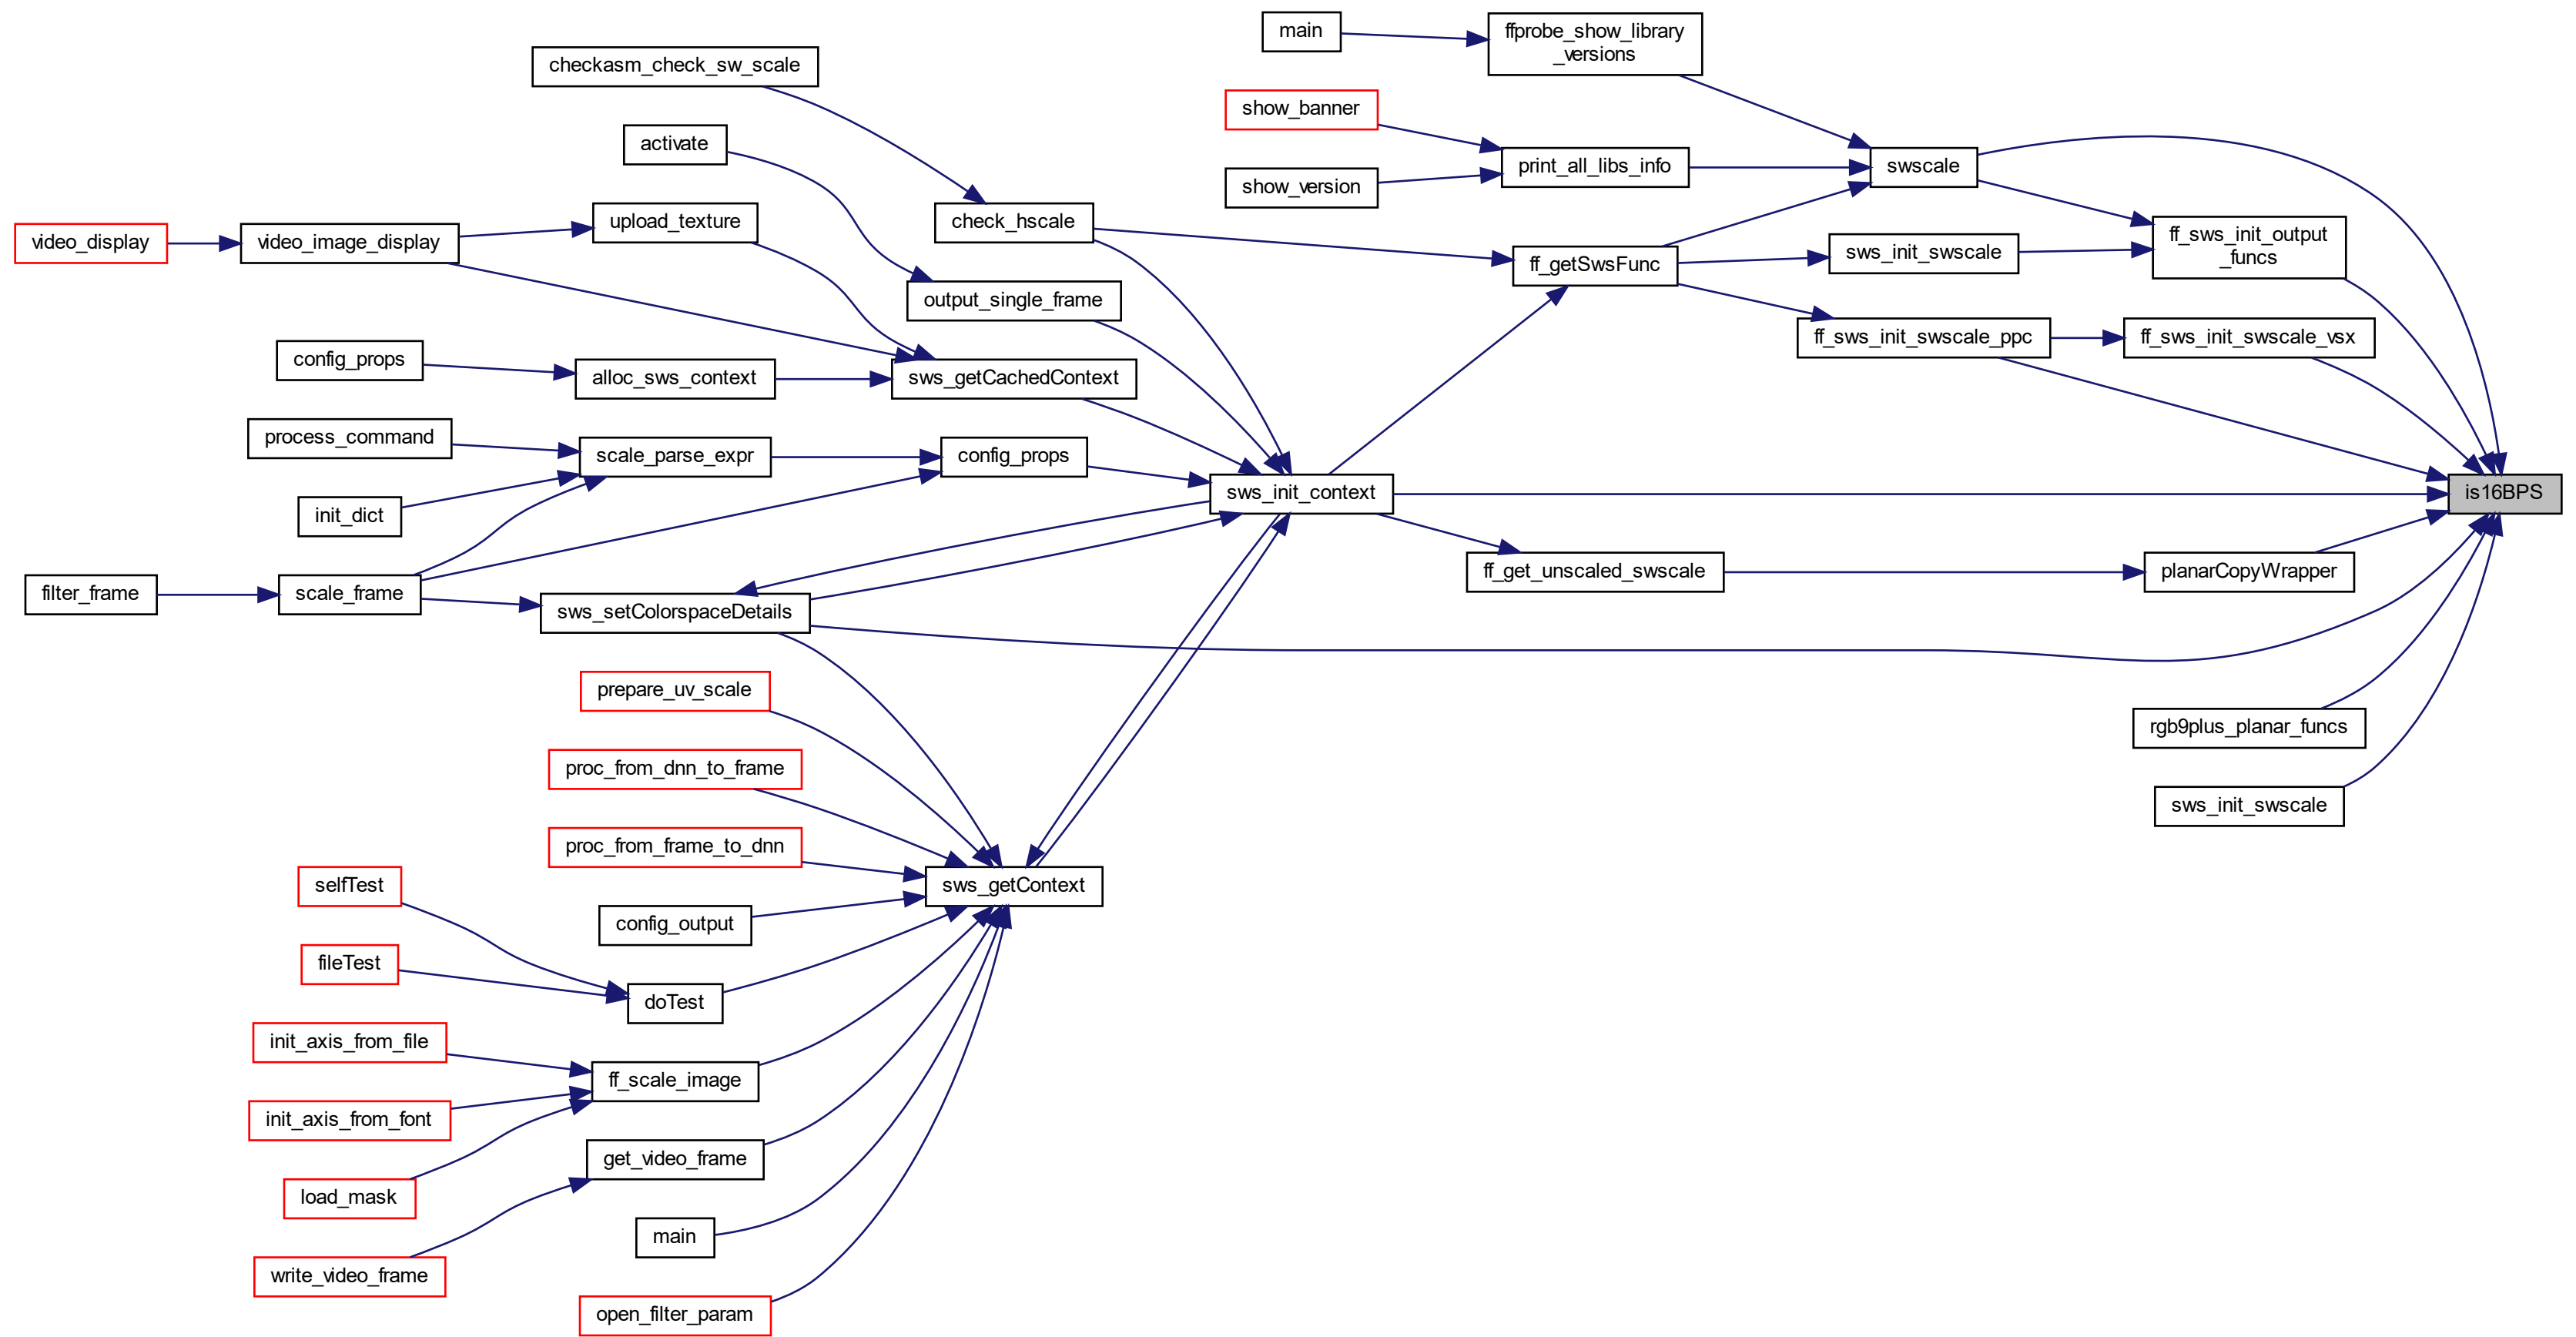 main
ffprobe_show_library
_versions
checkasm_check_sw_scale
show_banner
activate
print_all_libs_info
swscale
show_version
check_hscale
upload_texture
video_display
video_image_display
ff_getSwsFunc
sws_init_swscale
ff_sws_init_output
_funcs
output_single_frame
ff_sws_init_swscale_ppc
ff_sws_init_swscale_vsx
config_props
alloc_sws_context
sws_getCachedContext
process_command
scale_parse_expr
config_props
sws_init_context
is16BPS
init_dict
ff_get_unscaled_swscale
planarCopyWrapper
filter_frame
scale_frame
sws_setColorspaceDetails
prepare_uv_scale
rgb9plus_planar_funcs
proc_from_dnn_to_frame
sws_init_swscale
proc_from_frame_to_dnn
selfTest
sws_getContext
config_output
fileTest
doTest
init_axis_from_file
ff_scale_image
init_axis_from_font
get_video_frame
load_mask
main
write_video_frame
open_filter_param